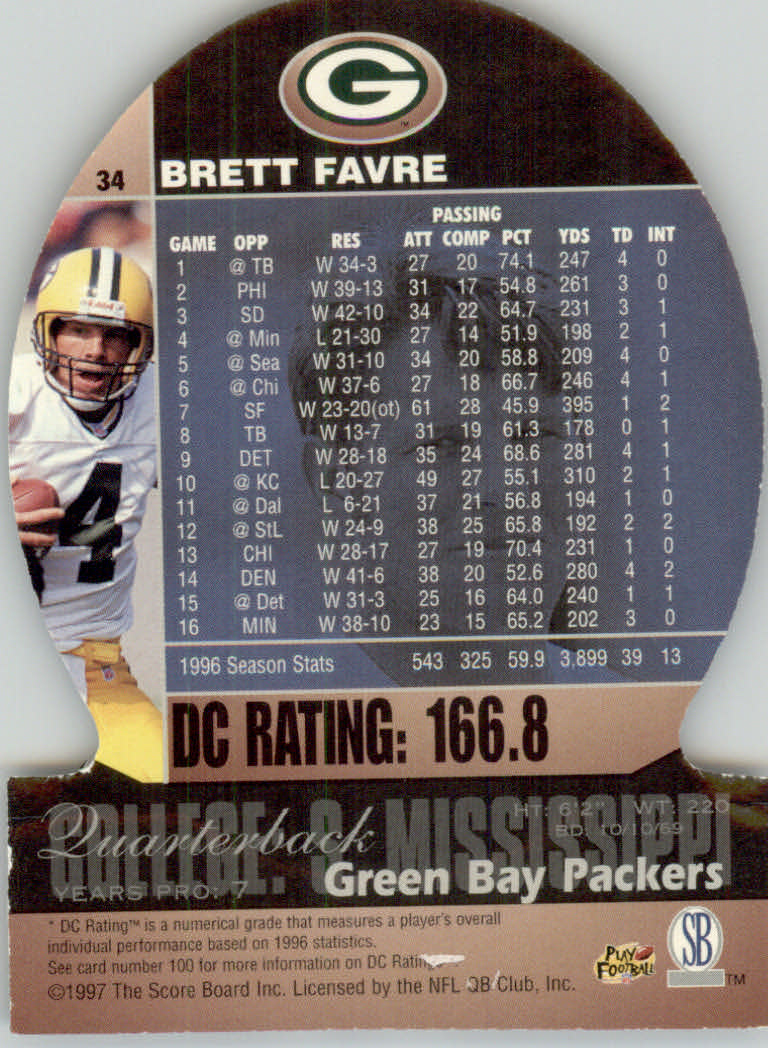 G
TM
34 BRETT FAVRE
PASSING
GAME OPP RES ATT COMP PCT YDS TD INT
1 @ TB W 34-3 27 20 74.1 247 4 0
2 PHI W 39-13 31 17 54.8 261 3 0
3 SD W 42-10 34 22 64.7 231 3 1
4 @ Min L 21-30 27 14 51.9 198 2 1
5 @ Sea W 31-10 34 20 58.8 209 4 0
6 @ Chi W 37-6 27 18 66.7 246 4 1
7 SF W 23-20(ot) 61 28 45.9 395 1 2
8 TB W 13-7 31 19 61.3 178 0 1
9 DET W 28-18 35 24 68.6 281 4 1
10 @ KC L 20-27 49 27 55.1 310 2 1
11 @ Dal L 6-21 37 21 56.8 194 1 0
12 @ StL W 24-9 38 25 65.8 192 2 2
13 CHI W 28-17 27 19 70.4 231 1 0
14 DEN W 41-6 38 20 52.6 280 4 2
15 @ Det W 31-3 25 16 64.0 240 1 1
16 MIN W 38-10 23 15 65.2 202 3 0
1996 Season Stats 543 325 59.9 3,899 39 13
4
DC RATING: 166.8
HT: 6'2" WT: 220
COLLEGE: S. MISSISSIPPI
Quarterback
BD: 10/10/69
Green Bay Packers
YEARS PRO: 7
* DC Rating™ is a numerical grade that measures a player's overall
individual performance based on 1996 statistics.
See card number 100 for more information on DC Rating
©1997 The Score Board Inc. Licensed by the NFL QB Club, Inc.
PLAY
FOOTBALL
SB
TM